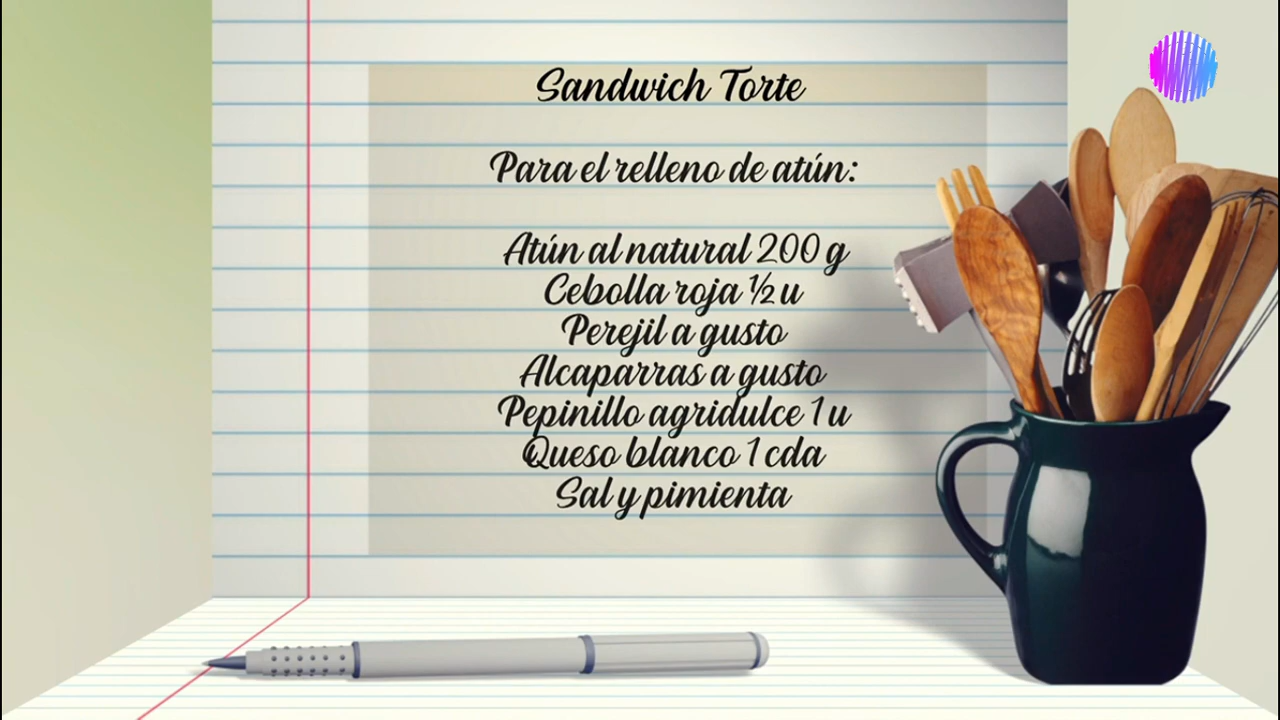 Sandwich Torte
Para el relleno de atún:
Atún al natural 200 g
Cebolla roja ½ u
Perejil a gusto
Alcaparras a gusto
Pepinillo agridulce 1 u
Queso blanco 1 cda
Sal y pimienta